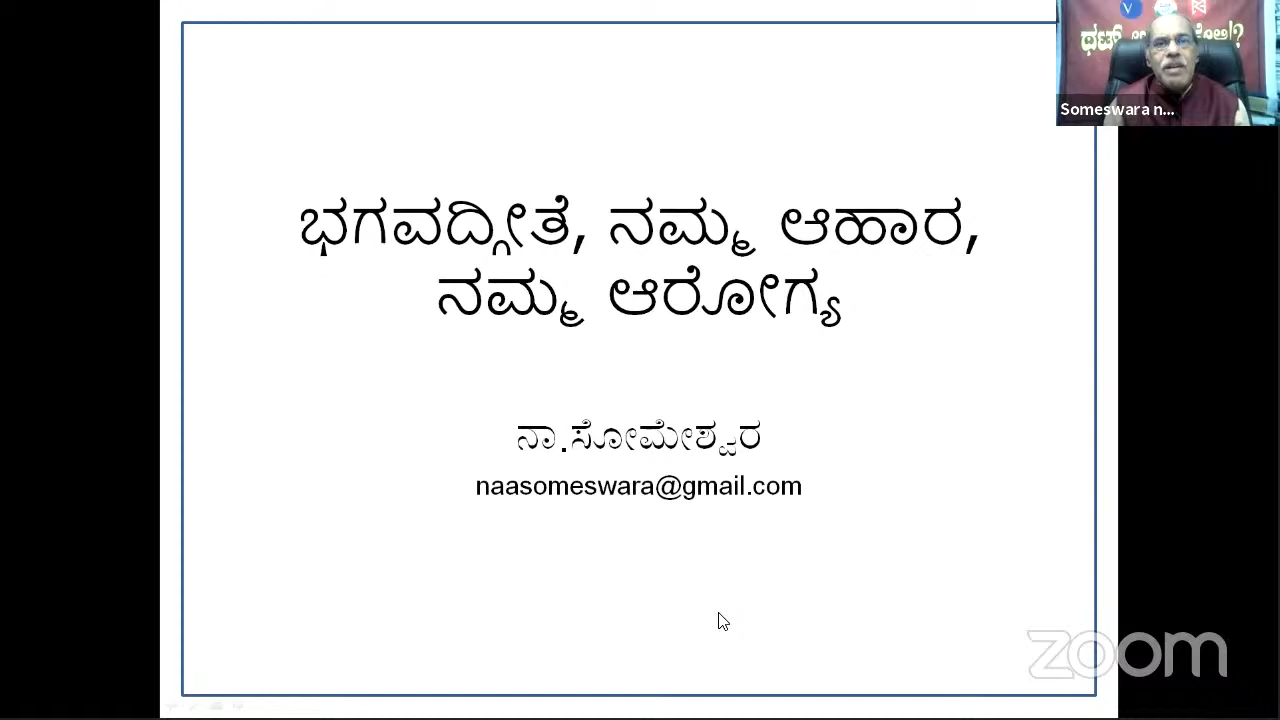 Someswara n...
ಭಗವದ್ಗೀತೆ, ನಮ್ಮ ಆಹಾರ,
ನಮ್ಮ ಆರೋಗ್ಯ
ನಾ.ಸೋಮೇಶ್ವರ
naasomeswara@gmail.com
zoom